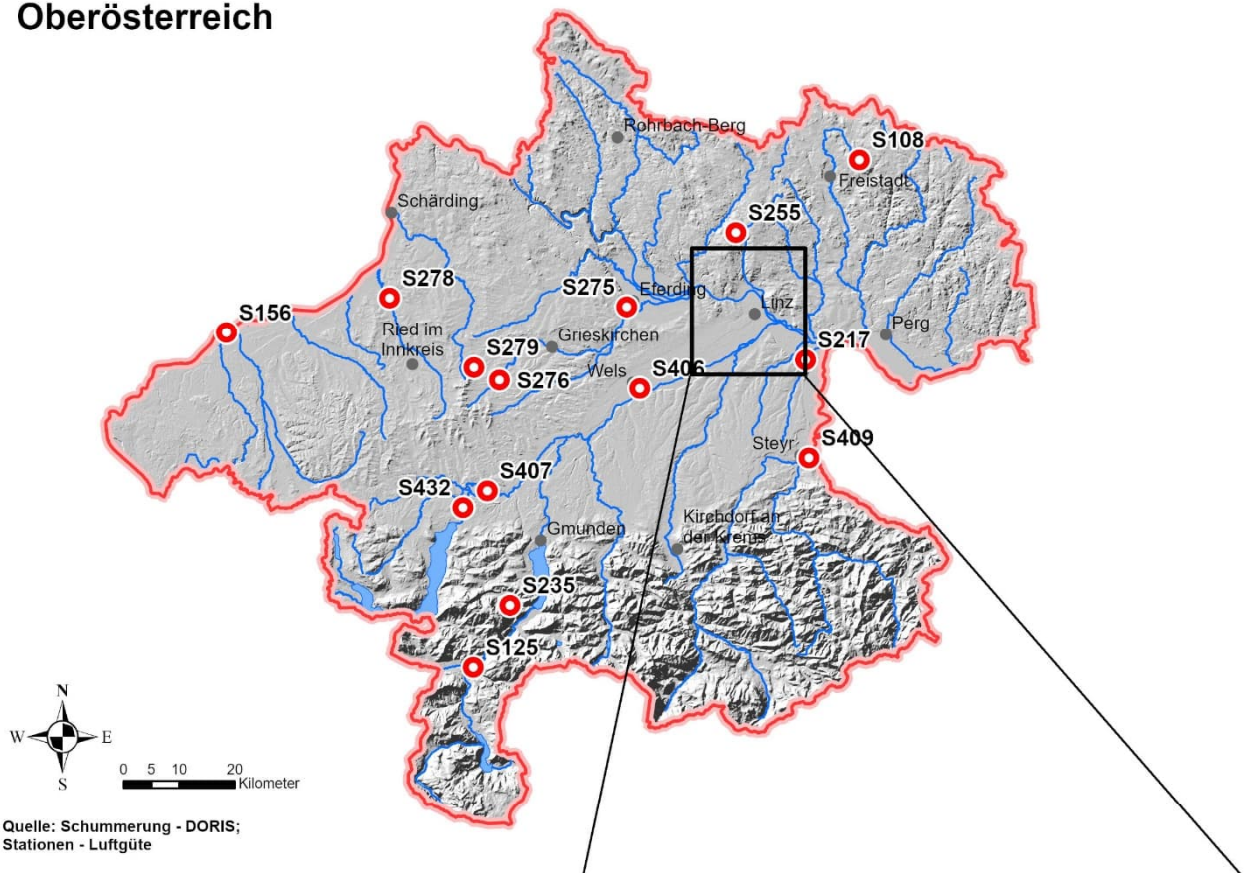 Oberösterreich
Rohrbach-Berg
S108
Freistadt
Schärding
S255
S278
S275
Eferding
S156
Linz
Ried im
Innkreis
Grieskirchen
Perg
S279
S217
S276
Wels
S406
Steyr
S409
S407
S432
Gmunden
Kirchdorf an
der Krems
S235
S125
N
W
E
S
0 5 10 20
Kilometer
Quelle: Schummerung - DORIS;
Stationen - Luftgüte